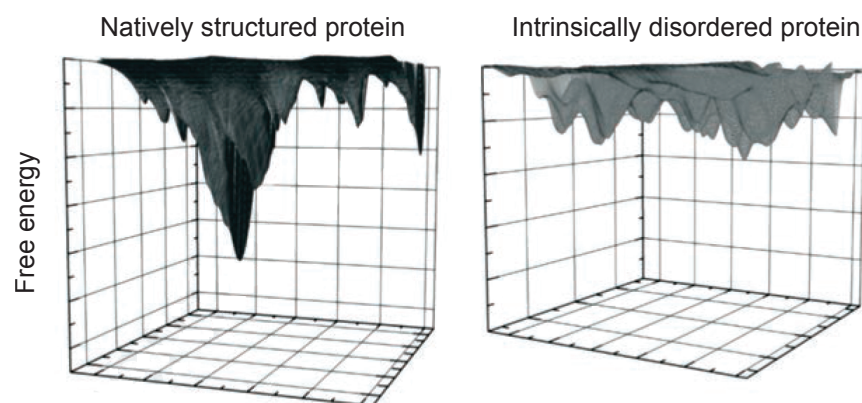 Natively structured protein
Intrinsically disordered protein
Free energy